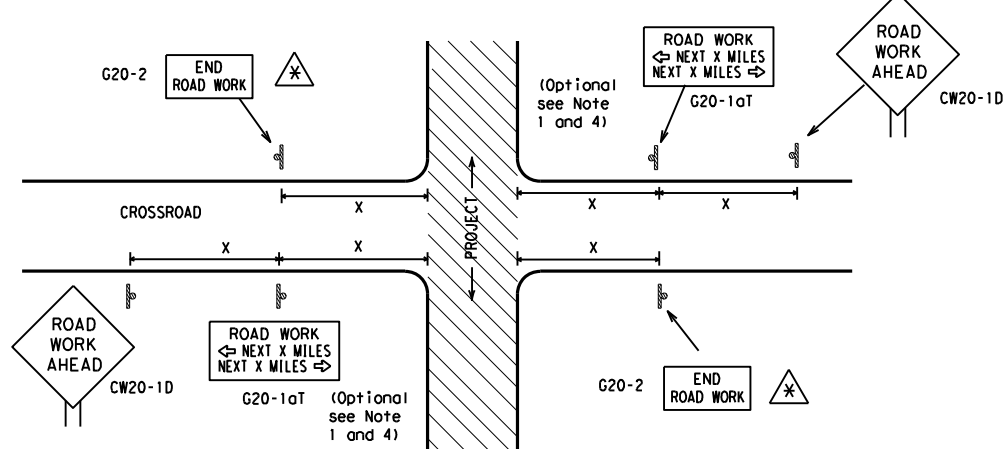 G20-2
END
ROAD WORK
*
(Optional
see Note
1 and 4)
ROAD WORK
⇦ NEXT X MILES
NEXT X MILES ⇨
G20-1aT
ROAD
WORK
AHEAD
CW20-1D
X
X
X
CROSSROAD
PROJECT
X
X
X
ROAD
WORK
AHEAD
CW20-1D
ROAD WORK
⇦ NEXT X MILES
NEXT X MILES ⇨
G20-1aT
(Optional
see Note
1 and 4)
G20-2
END
ROAD WORK
*